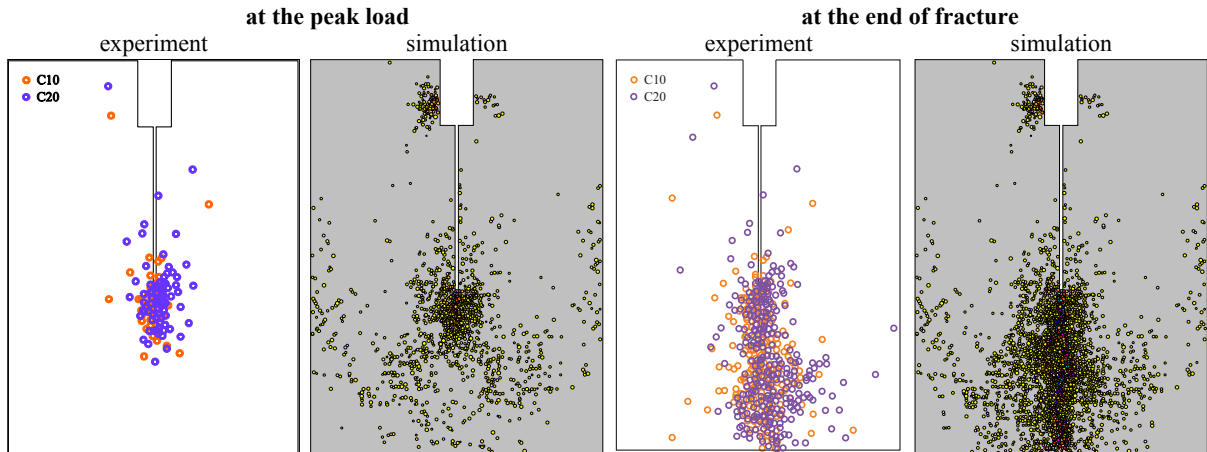 at the peak load
at the end of fracture
experiment
simulation
experiment
simulation
C10
C20
C10
C20